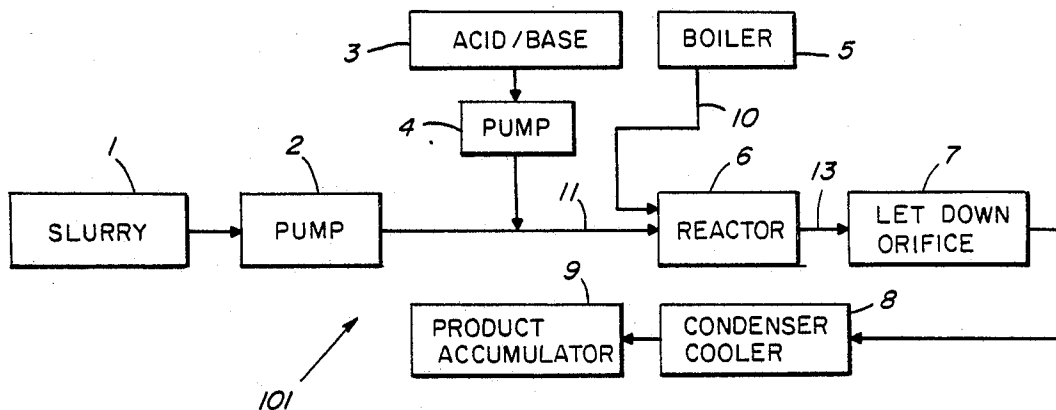 3
ACID/BASE
BOILER
5
4
PUMP
10
1
2
6
13
7
SLURRY
PUMP
11
REACTOR
LET DOWN
ORIFICE
9
8
PRODUCT
ACCUMULATOR
CONDENSER
COOLER
101